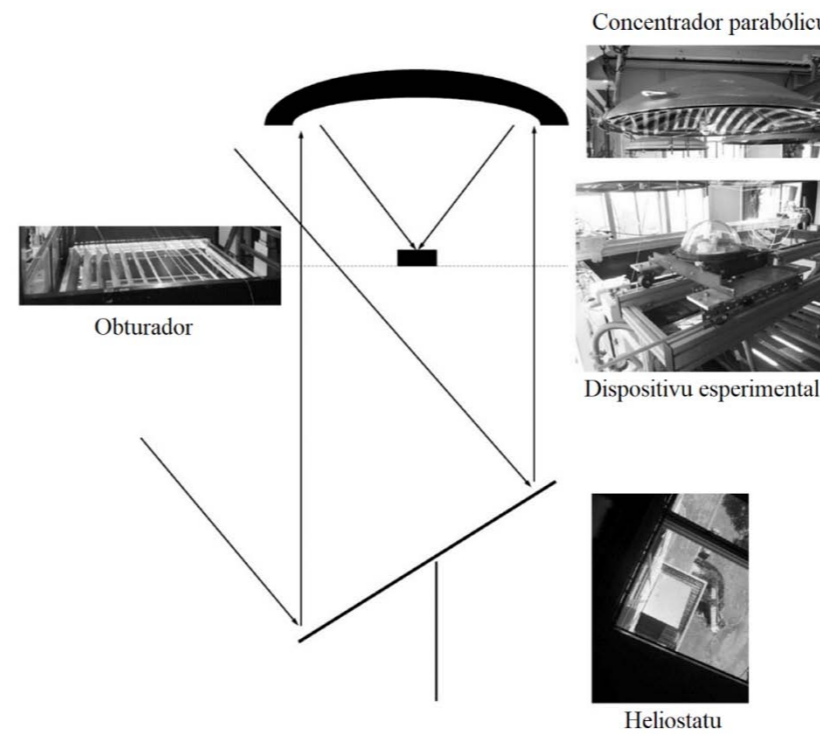 Concentrador parabólicu
Obturador
Dispositivu esperimental
Heliostatu